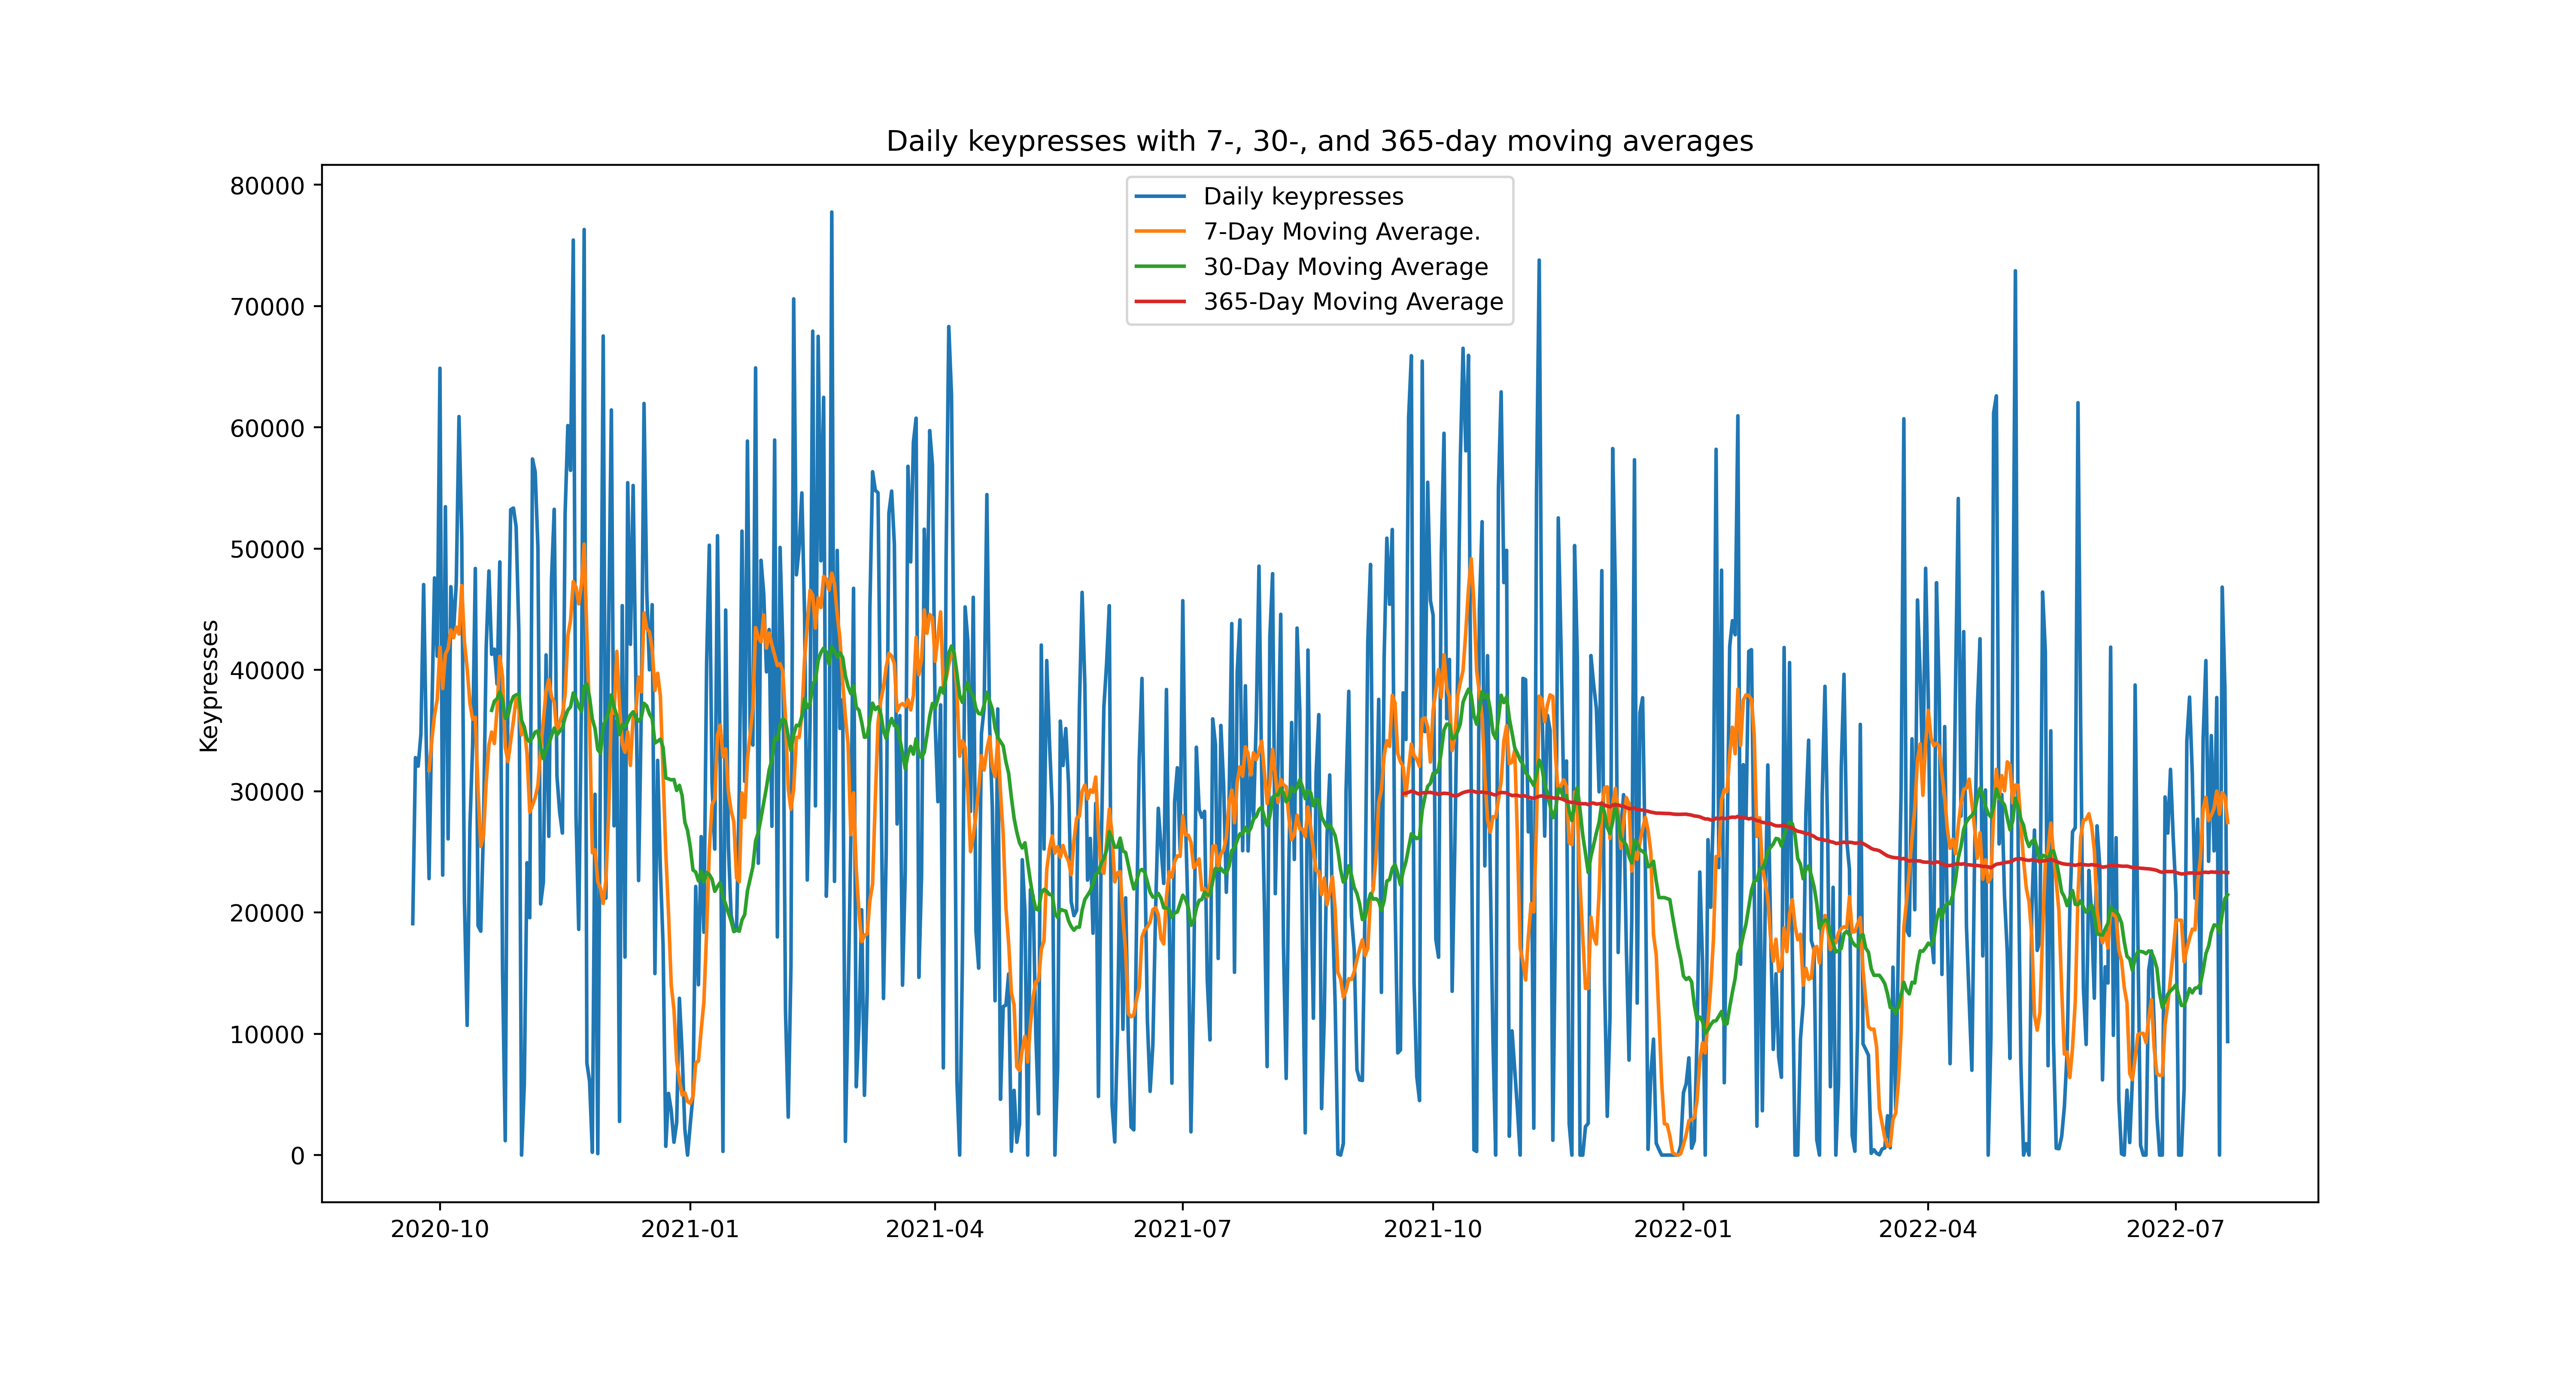 Daily keypresses with 7-, 30-, and 365-day moving averages
Daily keypresses
7-Day Moving Average.
30-Day Moving Average
365-Day Moving Average
Keypresses
80000
70000
60000
50000
40000
30000
20000
10000
0
2020-10
2021-01
2021-04
2021-07
2021-10
2022-01
2022-04
2022-07